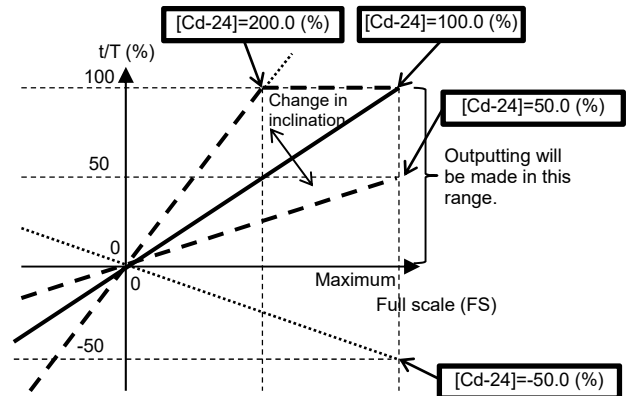 [Cd-24]=200.0 (%)
[Cd-24]=100.0 (%)
t/T (%)
100
Change in
inclination
[Cd-24]=50.0 (%)
50
Outputting will
be made in this
range.
0
0
Maximum
Full scale (FS)
-50
[Cd-24]=-50.0 (%)